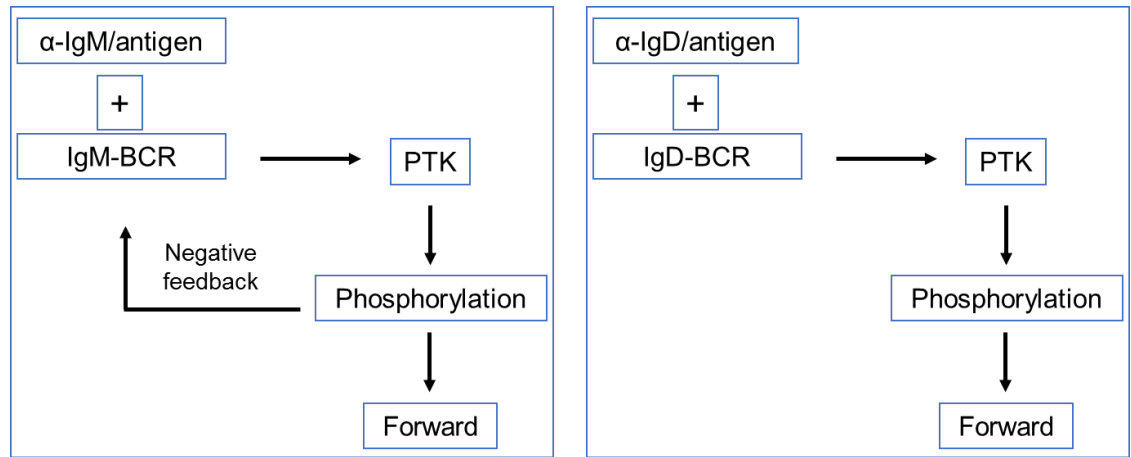 α-IgM/antigen
+
IgM-BCR
PTK
Negative
feedback
Phosphorylation
Forward
α-IgD/antigen
+
IgD-BCR
PTK
Phosphorylation
Forward